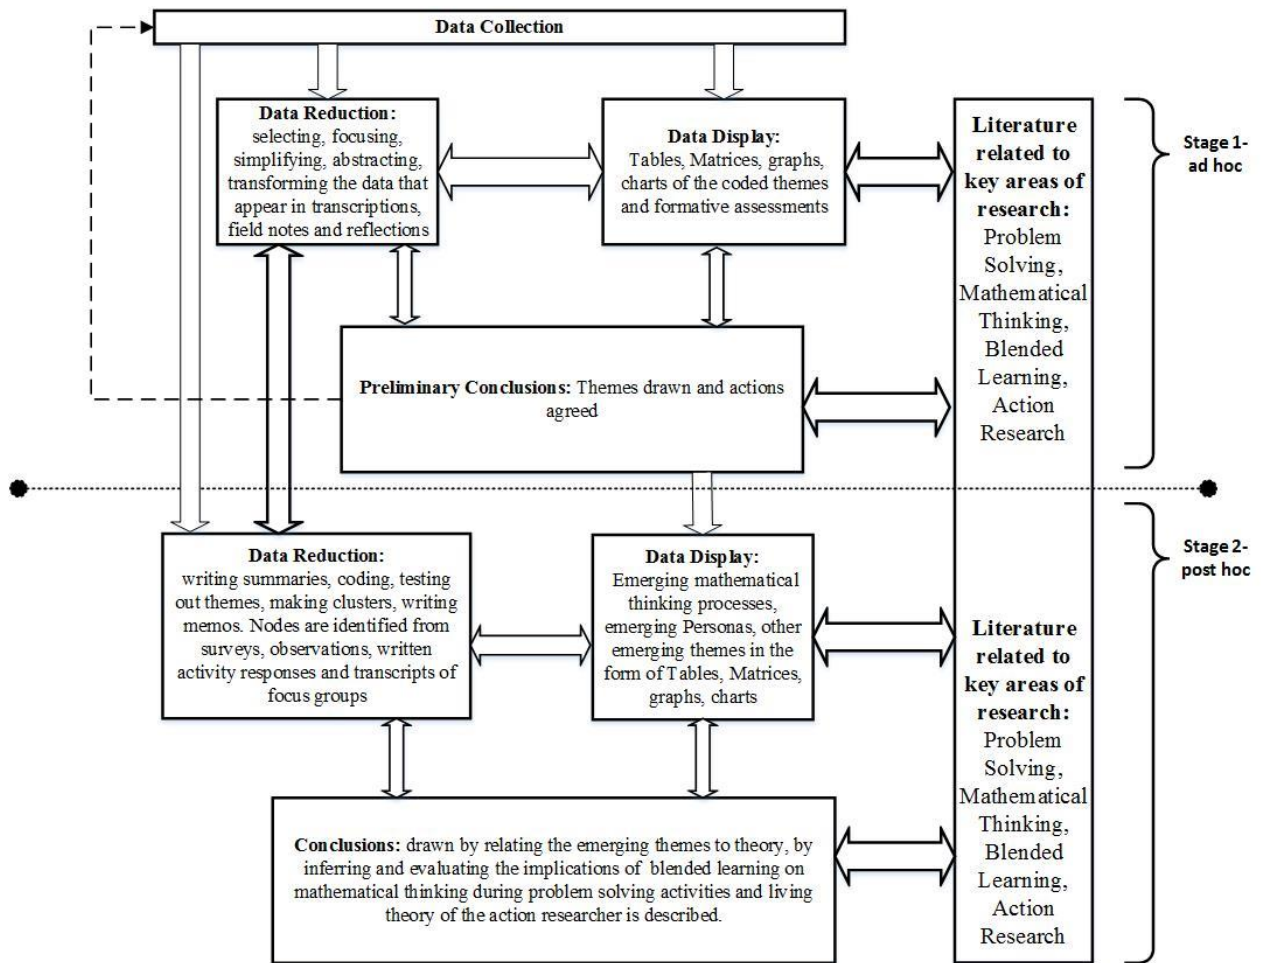 Data Collection
Data Reduction:
selecting, focusing,
simplifying, abstracting,
transforming the data that
appear in transcriptions,
field notes and reflections
Data Display:
Tables, Matrices, graphs,
charts of the coded themes
and formative assessments
Literature
related to
key areas of
research:
Problem
Solving,
Mathematical
Thinking,
Blended
Learning,
Action
Research
Stage 1-
ad hoc
Preliminary Conclusions: Themes drawn and actions
agreed
Data Reduction:
writing summaries, coding, testing
out themes, making clusters, writing
memos. Nodes are identified from
surveys, observations, written
activity responses and transcripts of
focus groups
Data Display:
Emerging mathematical
thinking processes,
emerging Personas, other
emerging themes in the
form of Tables, Matrices,
graphs, charts
Literature
related to
key areas of
research:
Problem
Solving,
Mathematical
Thinking,
Blended
Learning,
Action
Research
Stage 2-
post hoc
Conclusions: drawn by relating the emerging themes to theory, by
inferring and evaluating the implications of blended learning on
mathematical thinking during problem solving activities and living
theory of the action researcher is described.